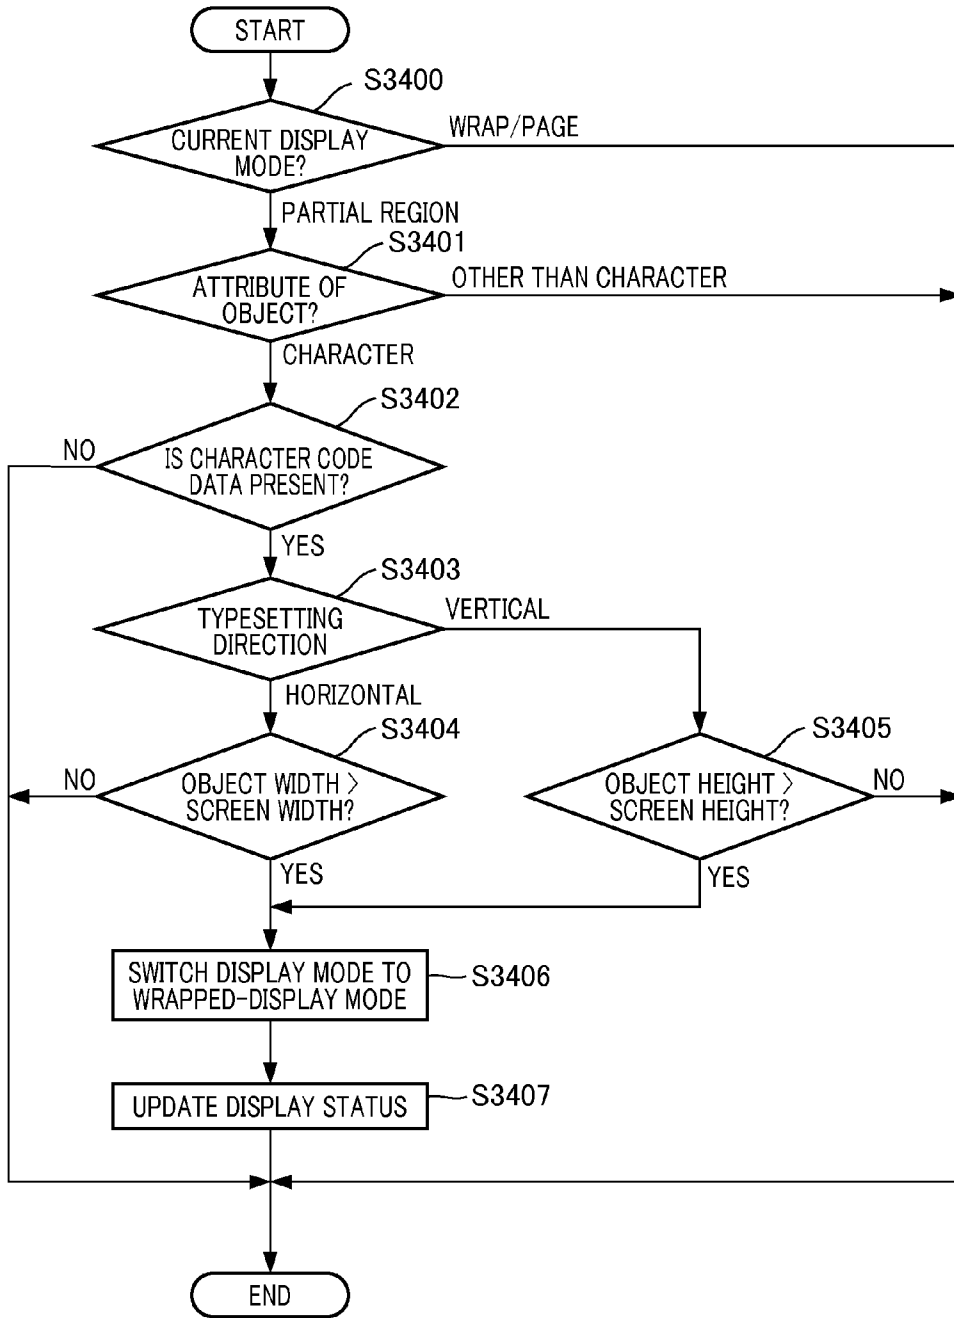 START
S3400
CURRENT DISPLAY
MODE?
WRAP/PAGE
PARTIAL REGION
S3401
ATTRIBUTE OF
OBJECT?
OTHER THAN CHARACTER
CHARACTER
S3402
NO
IS CHARACTER CODE
DATA PRESENT?
YES
S3403
TYPESETTING
DIRECTION
VERTICAL
HORIZONTAL
S3404
NO
OBJECT WIDTH >
SCREEN WIDTH?
YES
S3405
OBJECT HEIGHT >
SCREEN HEIGHT?
NO
YES
SWITCH DISPLAY MODE TO
WRAPPED-DISPLAY MODE
S3406
UPDATE DISPLAY STATUS
S3407
END